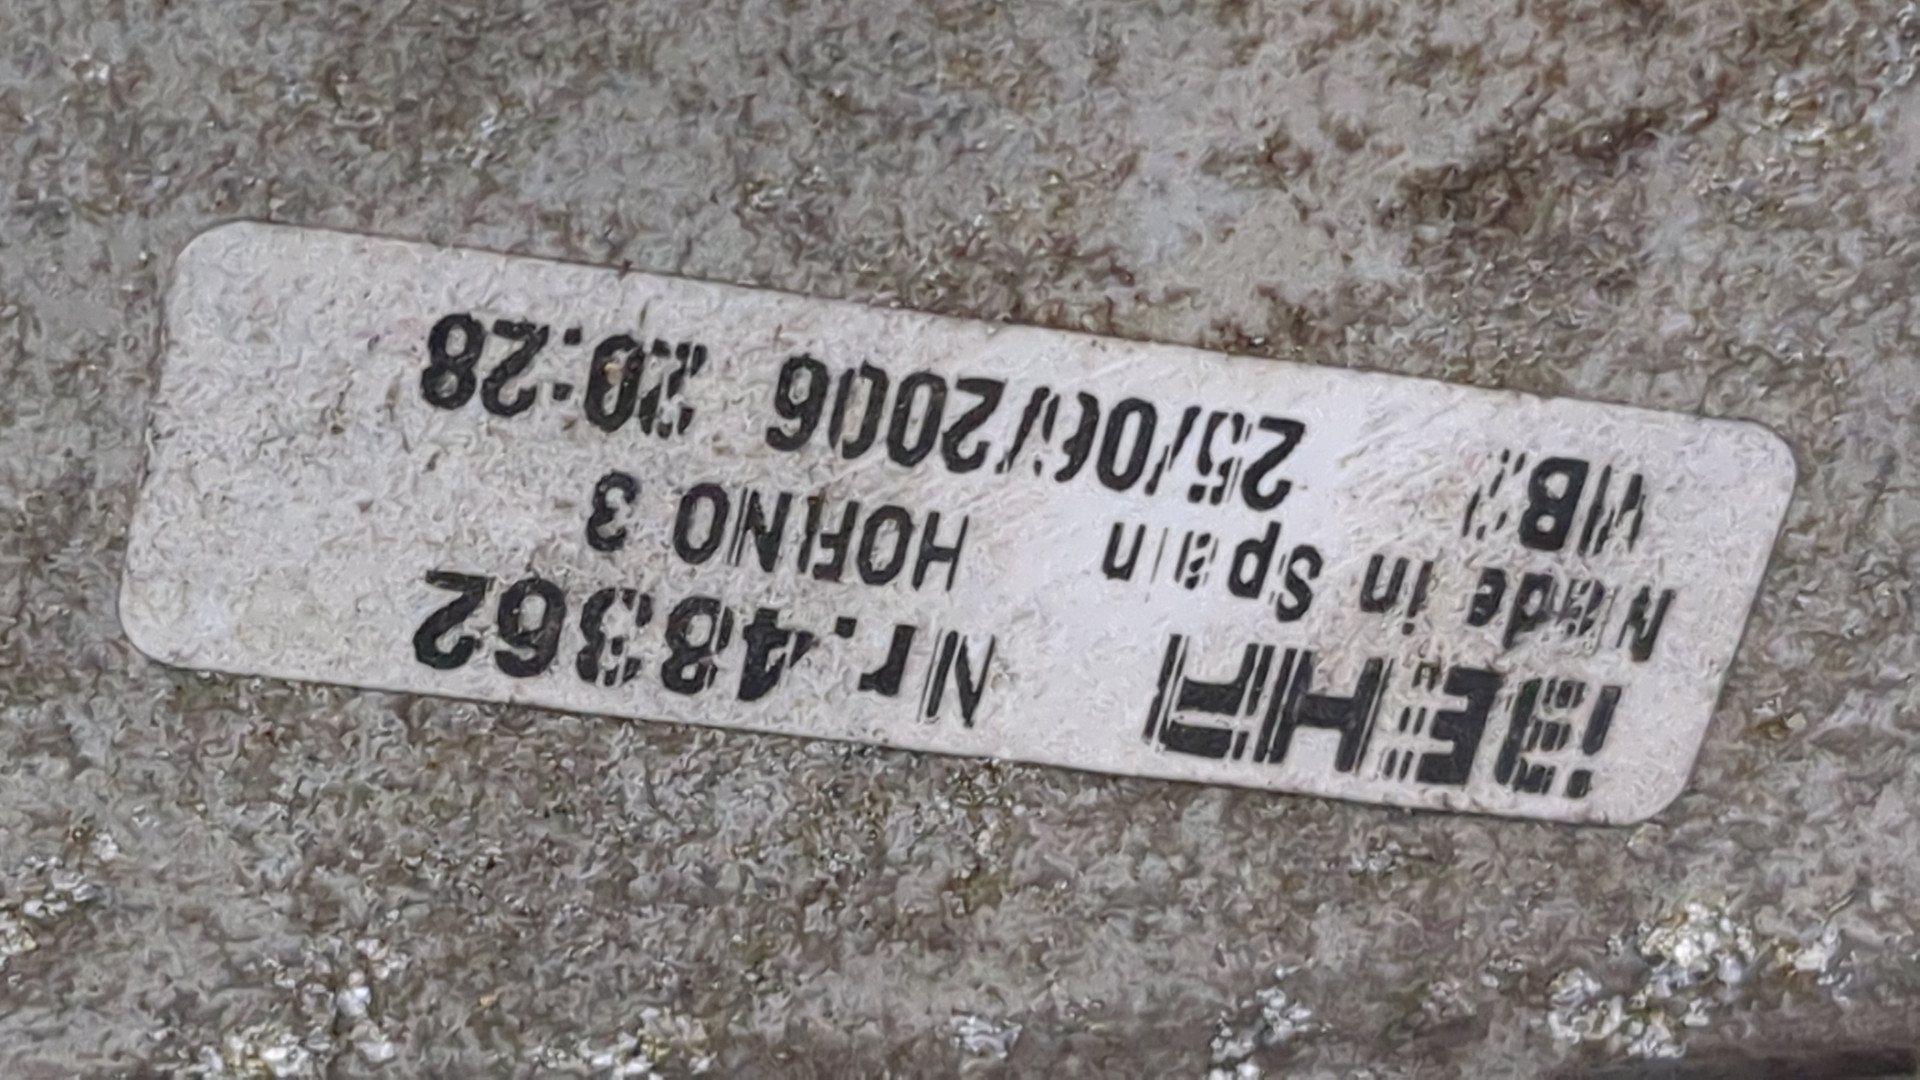 BEHR Nr.48362
Made in Spain HORNO 3
25/06/2006 20:28